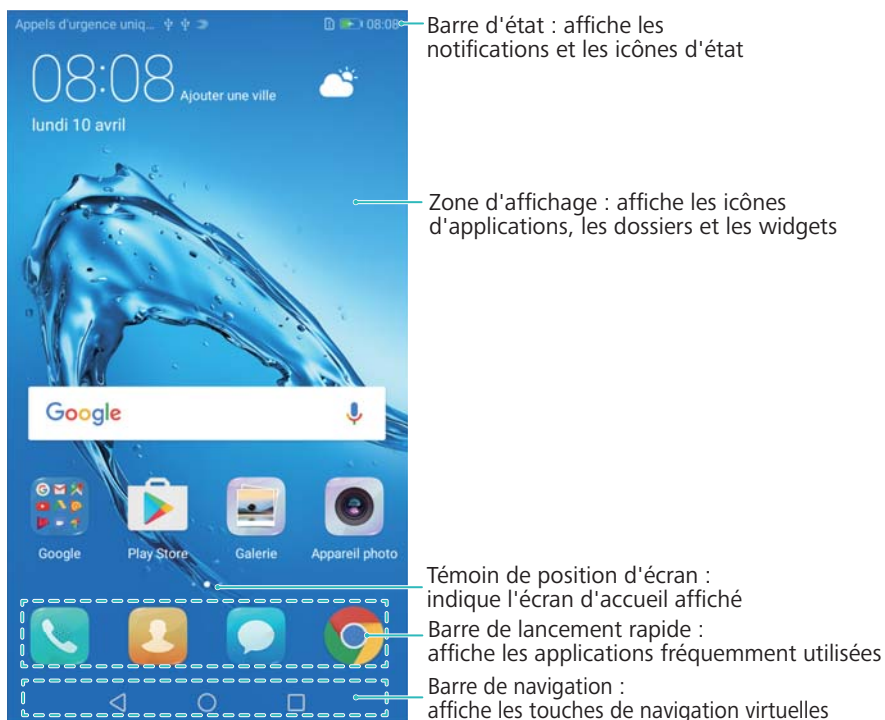 Appels d'urgence uniq...
08:08
08:08
Ajouter une ville
lundi 10 avril
Google
Google
Play Store
Galerie
Appareil photo
Barre d'état : affiche les
notifications et les icônes d'état
Zone d'affichage : affiche les icônes
d'applications, les dossiers et les widgets
Témoin de position d'écran :
indique l'écran d'accueil affiché
Barre de lancement rapide :
affiche les applications fréquemment utilisées
Barre de navigation :
affiche les touches de navigation virtuelles